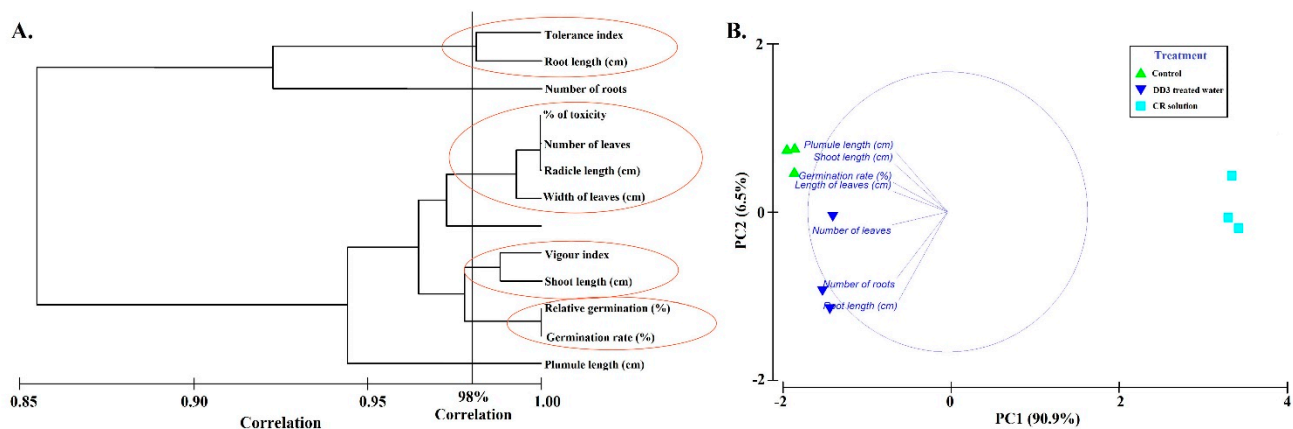 A.
Tolerance index
Root length (cm)
Number of roots
% of toxicity
Number of leaves
Radicle length (cm)
Width of leaves (cm)
Vigour index
Shoot length (cm)
Relative germination (%)
Germination rate (%)
Plumule length (cm)
0.85 0.90 0.95 98% 1.00
Correlation Correlation
B.
2
0
-2
PC2 (6.5%)
Treatment
Control
DB3 treated water
CR solution
Plumule length (cm)
Shoot length (cm)
Germination rate (%)
Length of leaves (cm)
Number of leaves
Number of roots
Root length (cm)
-2 0 2 4
PC1 (90.9%)